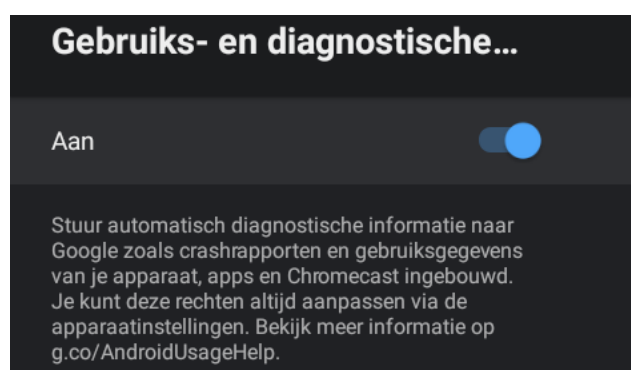 Gebruiks- en diagnostische...
Aan
Stuur automatisch diagnostische informatie naar
Google zoals crashrapporten en gebruiksgegevens
van je apparaat, apps en Chromecast ingebouwd.
Je kunt deze rechten altijd aanpassen via de
apparaatinstellingen. Bekijk meer informatie op
g.co/AndroidUsageHelp.